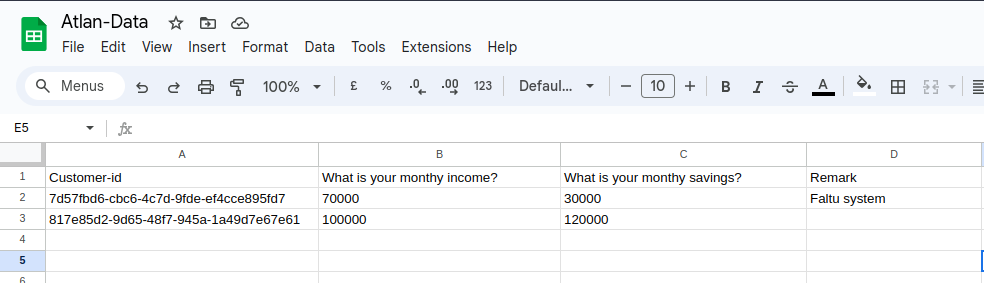 Atlan-Data
File Edit View Insert Format Data Tools Extensions Help
Menus 100% £ % .0 .00 123 Defaul... 10 B I S A
E5 fx
A B C D
1 Customer-id What is your monthy income? What is your monthy savings? Remark
2 7d57fbd6-cbc6-4c7d-9fde-ef4cce895fd7 70000 30000 Faltu system
3 817e85d2-9d65-48f7-945a-1a49d7e67e61 100000 120000
4
5
6